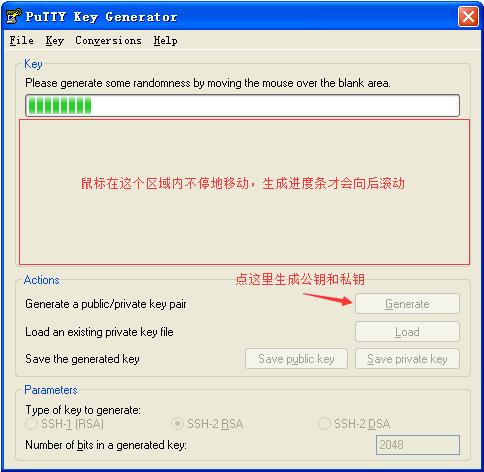 PuTTY Key Generator
File Key Conversions Help
Key
Please generate some randomness by moving the mouse over the blank area.
鼠标在这个区域内不停地移动，生成进度条才会向后滚动
Actions
点这里生成公钥和私钥
Generate a public/private key pair
Generate
Load an existing private key file
Load
Save the generated key
Save public key
Save private key
Parameters
Type of key to generate:
SSH-1 (RSA)
SSH-2 RSA
SSH-2 DSA
Number of bits in a generated key:
2048